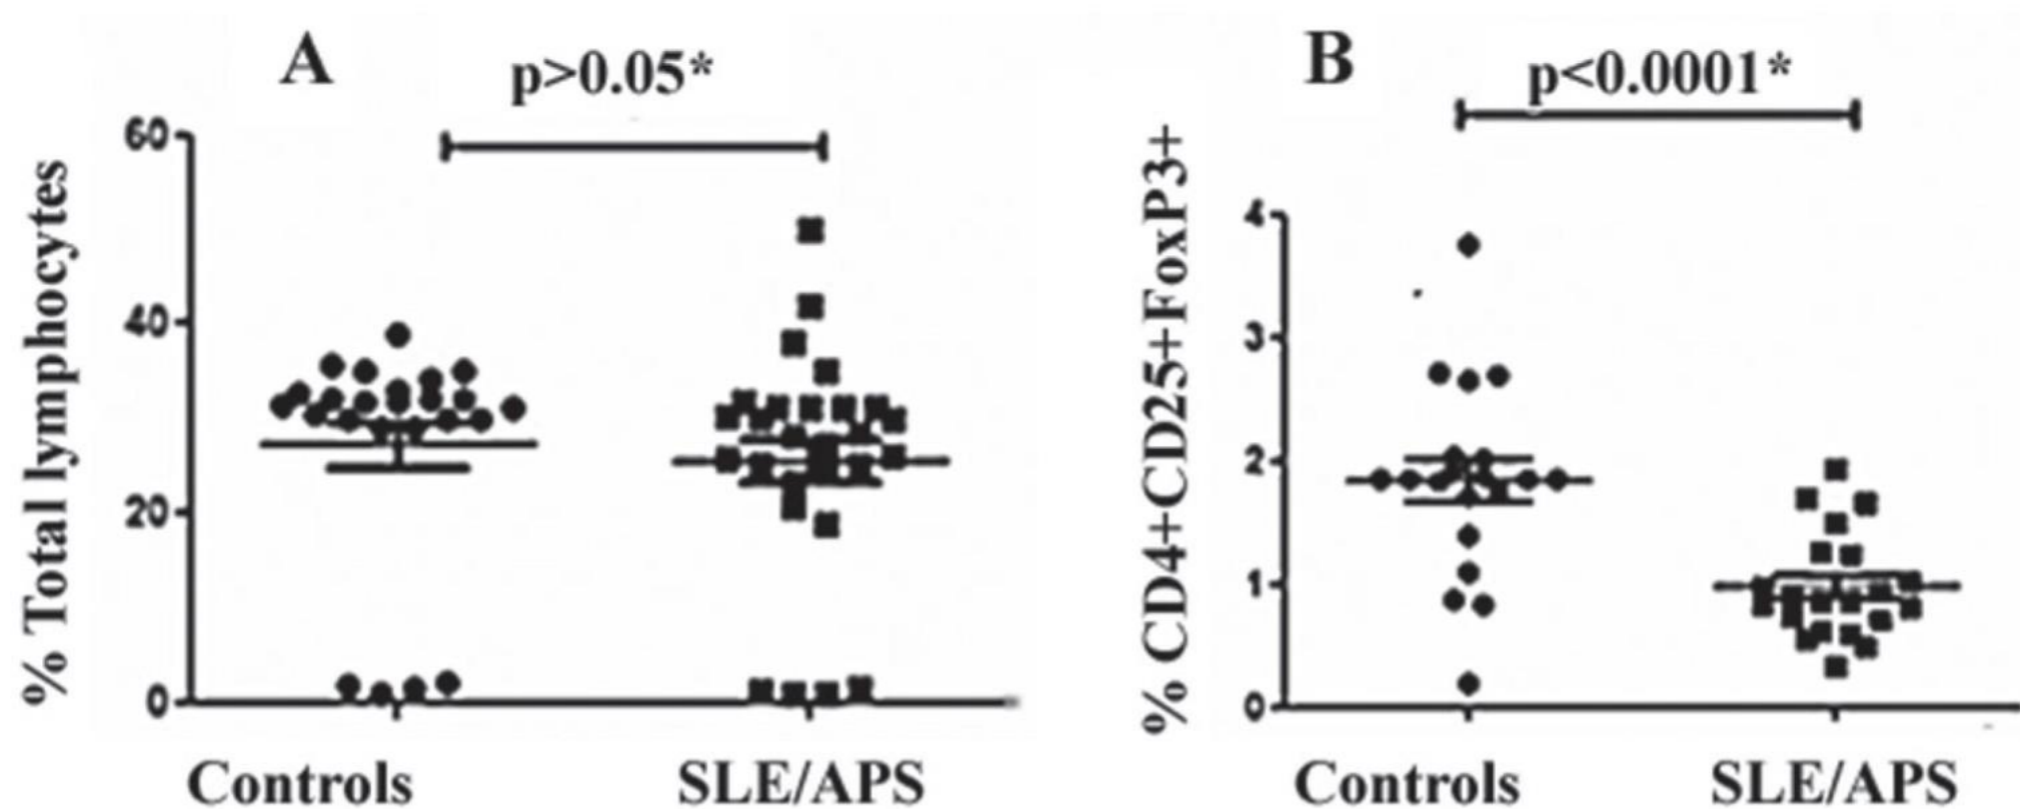 A
p>0.05*
% Total lymphocytes
60
40
20
0
Controls
SLE/APS
B
p<0.0001*
% CD4+CD25+FoxP3+
4
3
2
1
0
Controls
SLE/APS